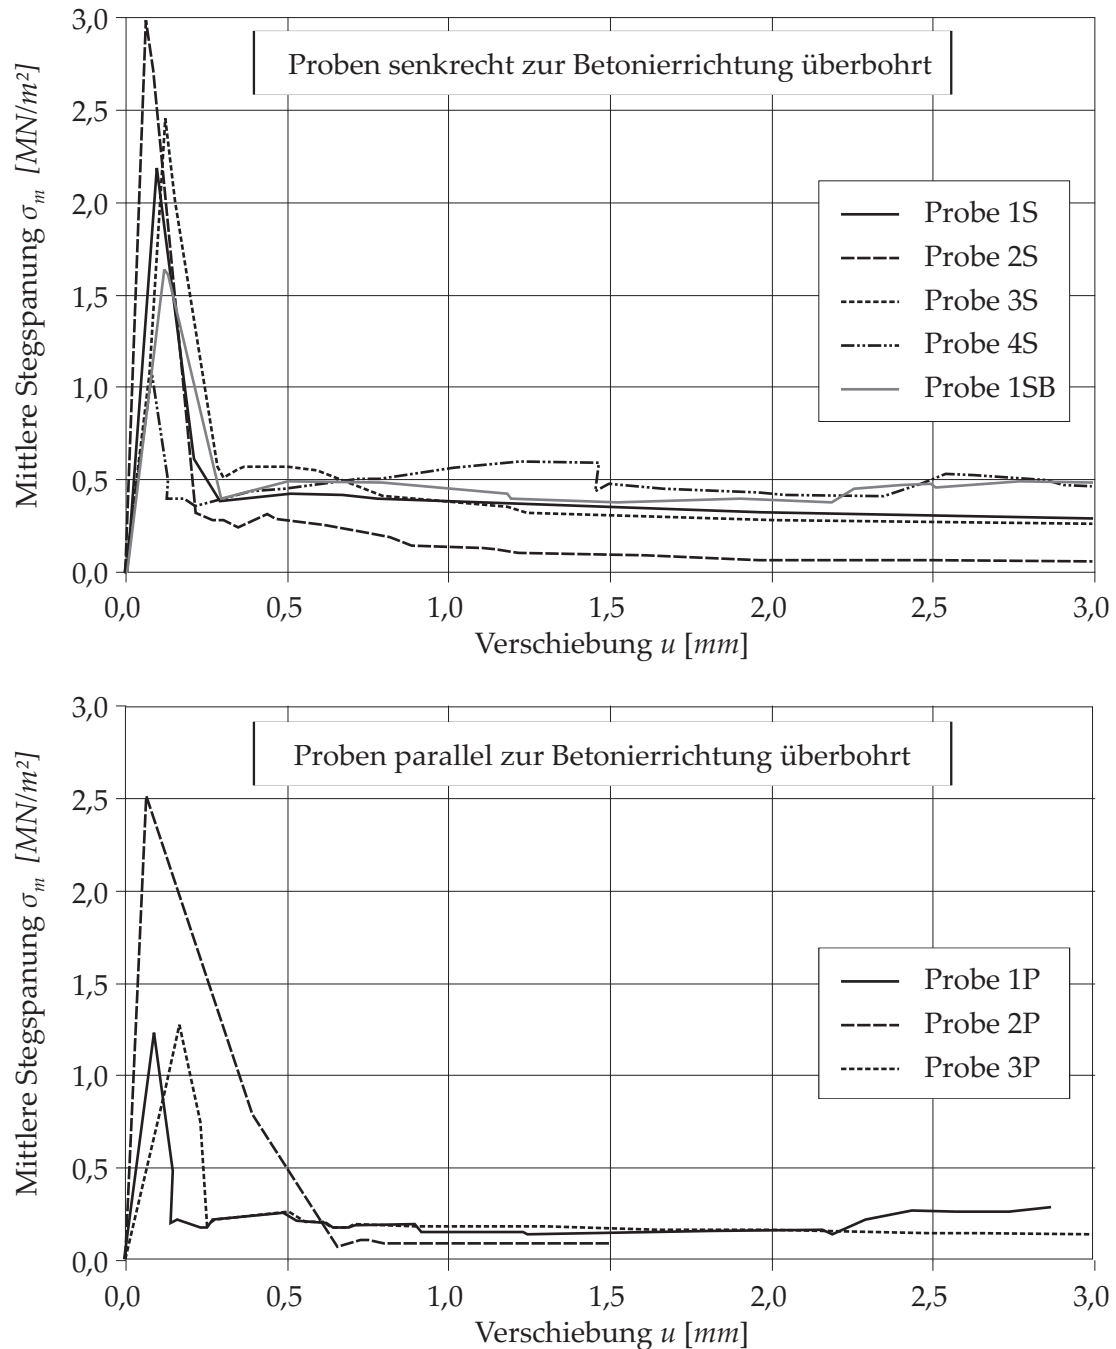 Proben senkrecht zur Betonierrichtung überbohrt
Mittlere Stegspanung σm [MN/m²]
3,0
2,5
2,0
1,5
1,0
0,5
0,0
Probe 1S
Probe 2S
Probe 3S
Probe 4S
Probe 1SB
0,0 0,5 1,0 1,5 2,0 2,5 3,0
Verschiebung u [mm]
Proben parallel zur Betonierrichtung überbohrt
Mittlere Stegspanung σm [MN/m²]
3,0
2,5
2,0
1,5
1,0
0,5
0,0
Probe 1P
Probe 2P
Probe 3P
0,0 0,5 1,0 1,5 2,0 2,5 3,0
Verschiebung u [mm]